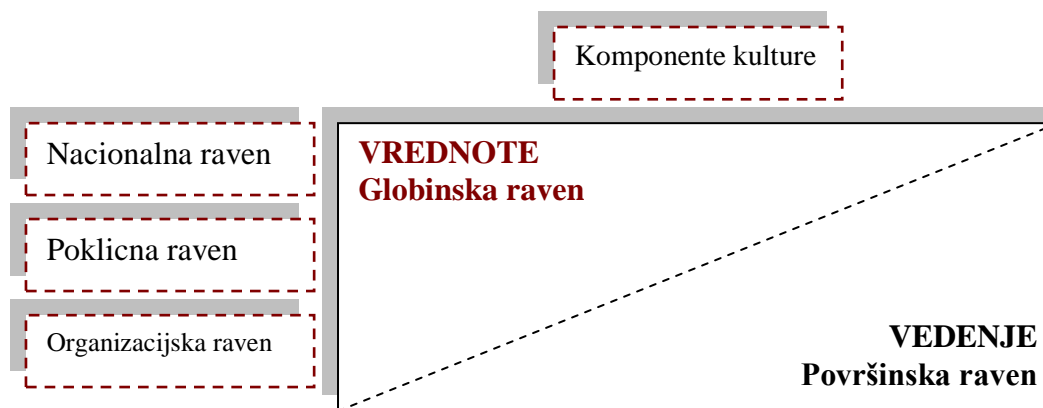 Komponente kulture
Nacionalna raven
VREDNOTE
Globinska raven
Poklicna raven
Organizacijska raven
VEDENJE
Površinska raven